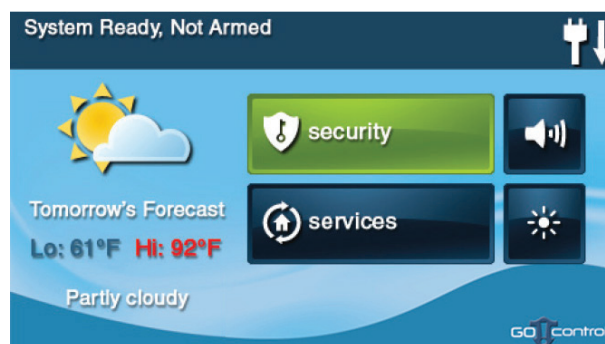 System Ready, Not Armed
security
Tomorrow's Forecast
services
Lo: 61°F Hi: 92°F
Partly cloudy
GO!control